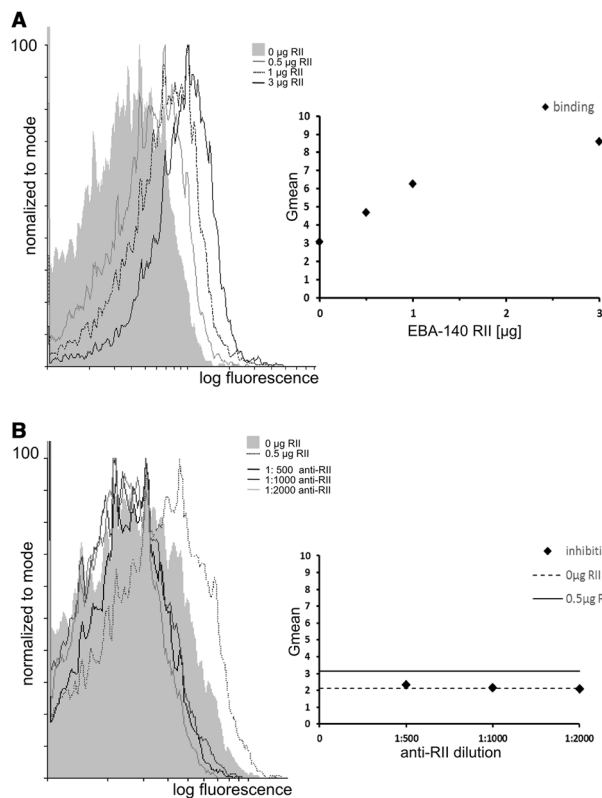 A
100
0 µg RII
0.5 µg RII
1 µg RII
3 µg RII
nomalized to mode
log fluorescence
binding
10
9
8
7
6
5
4
3
2
1
0
Gmean
0
1
2
3
EBA-140 RII [µg]
B
100
0 µg RII
0.5 µg RII
1: 500 anti-RII
1:1000 anti-RII
1:2000 anti-RII
normalized to mode
log fluorescence
inhibiti
0µg RII
0.5µg R
10
9
8
7
6
5
4
3
2
1
0
Gmean
0
1:500
1:1000
1:2000
anti-RII dilution